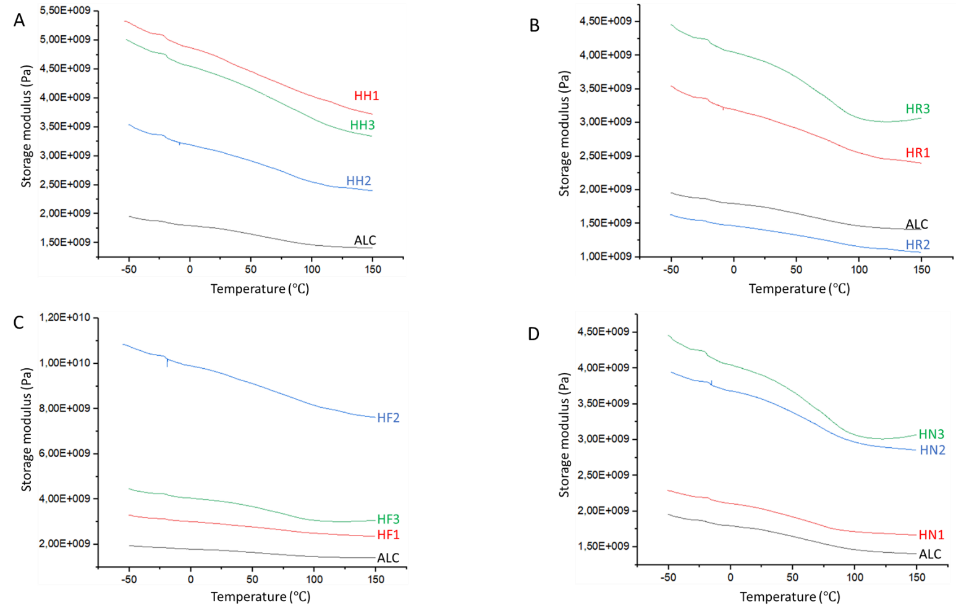 A
Storage modulus (Pa)
5,50E+009
5,00E+009
4,50E+009
4,00E+009
3,50E+009
3,00E+009
2,50E+009
2,00E+009
1,50E+009
HH1
HH3
HH2
ALC
-50 0 50 100 150
Temperature (°C)
B
Storage modulus (Pa)
4,50E+009
4,00E+009
3,50E+009
3,00E+009
2,50E+009
2,00E+009
1,50E+009
1,00E+009
HR3
HR1
ALC
HR2
-50 0 50 100 150
Temperature (°C)
C
Storage modulus (Pa)
1,20E+010
1,00E+010
8,00E+009
6,00E+009
4,00E+009
2,00E+009
HF2
HF3
HF1
ALC
-50 0 50 100 150
Temperature (°C)
D
Storage modulus (Pa)
4,50E+009
4,00E+009
3,50E+009
3,00E+009
2,50E+009
2,00E+009
1,50E+009
HN3
HN2
HN1
ALC
-50 0 50 100 150
Temperature (°C)